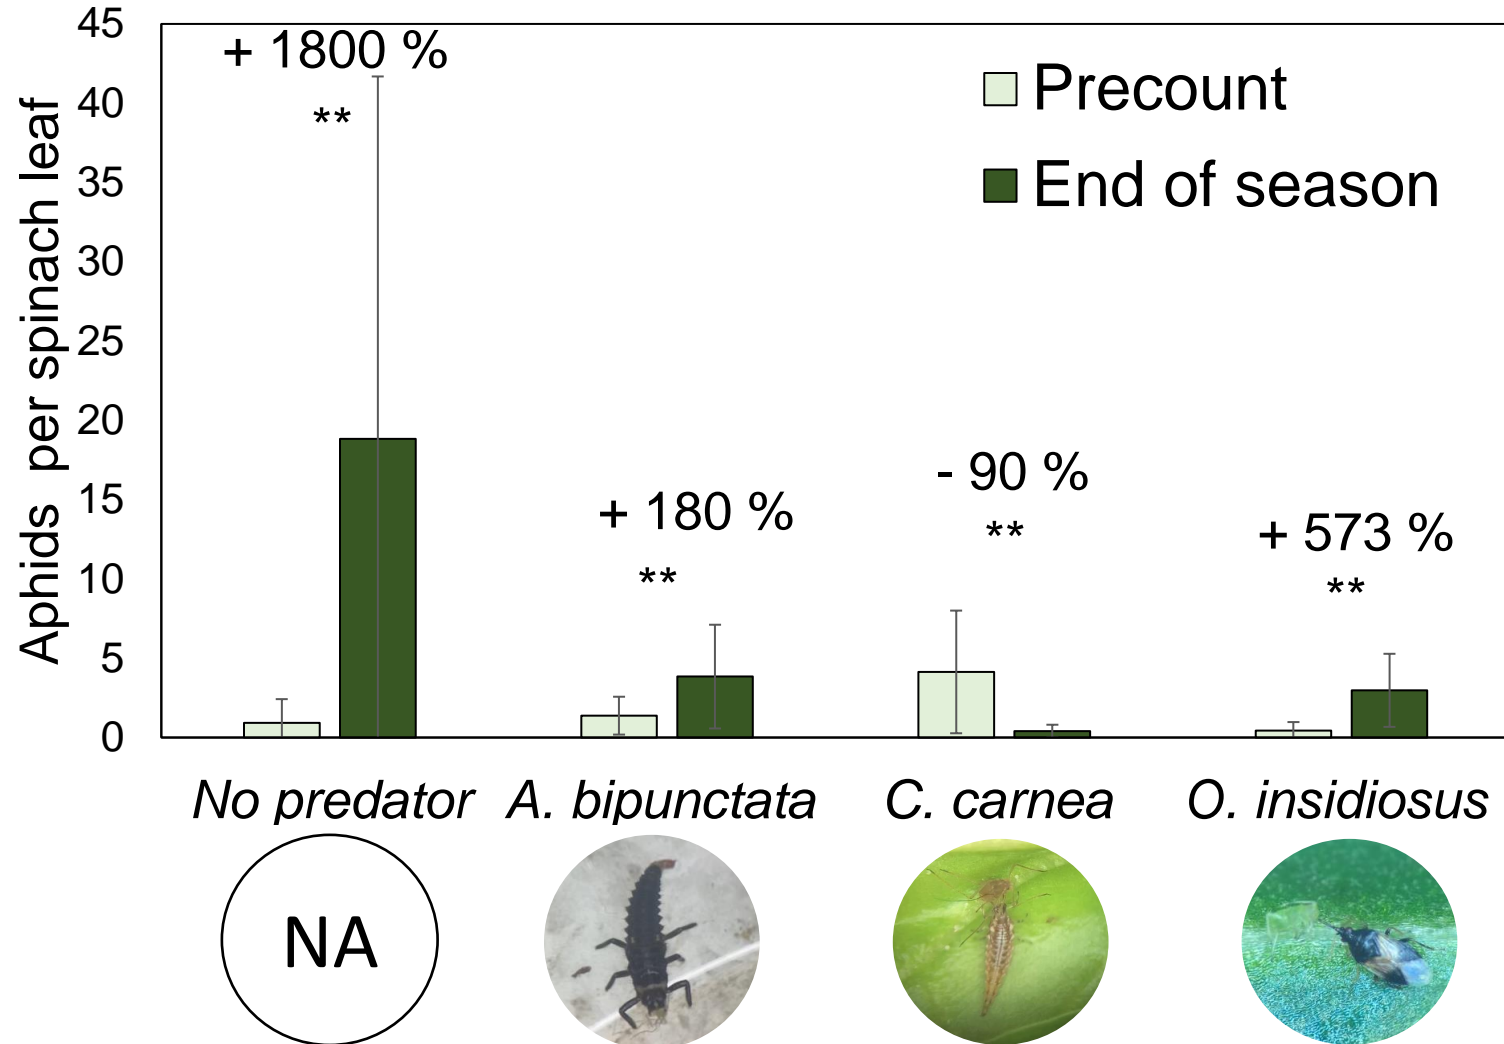 45
40
35
30
25
20
15
10
5
0
Aphids per spinach leaf
+ 1800 %
**
+ 180 %
**
- 90 %
**
+ 573 %
**
Precount
End of season
No predator
A. bipunctata
C. carnea
O. insidiosus
NA